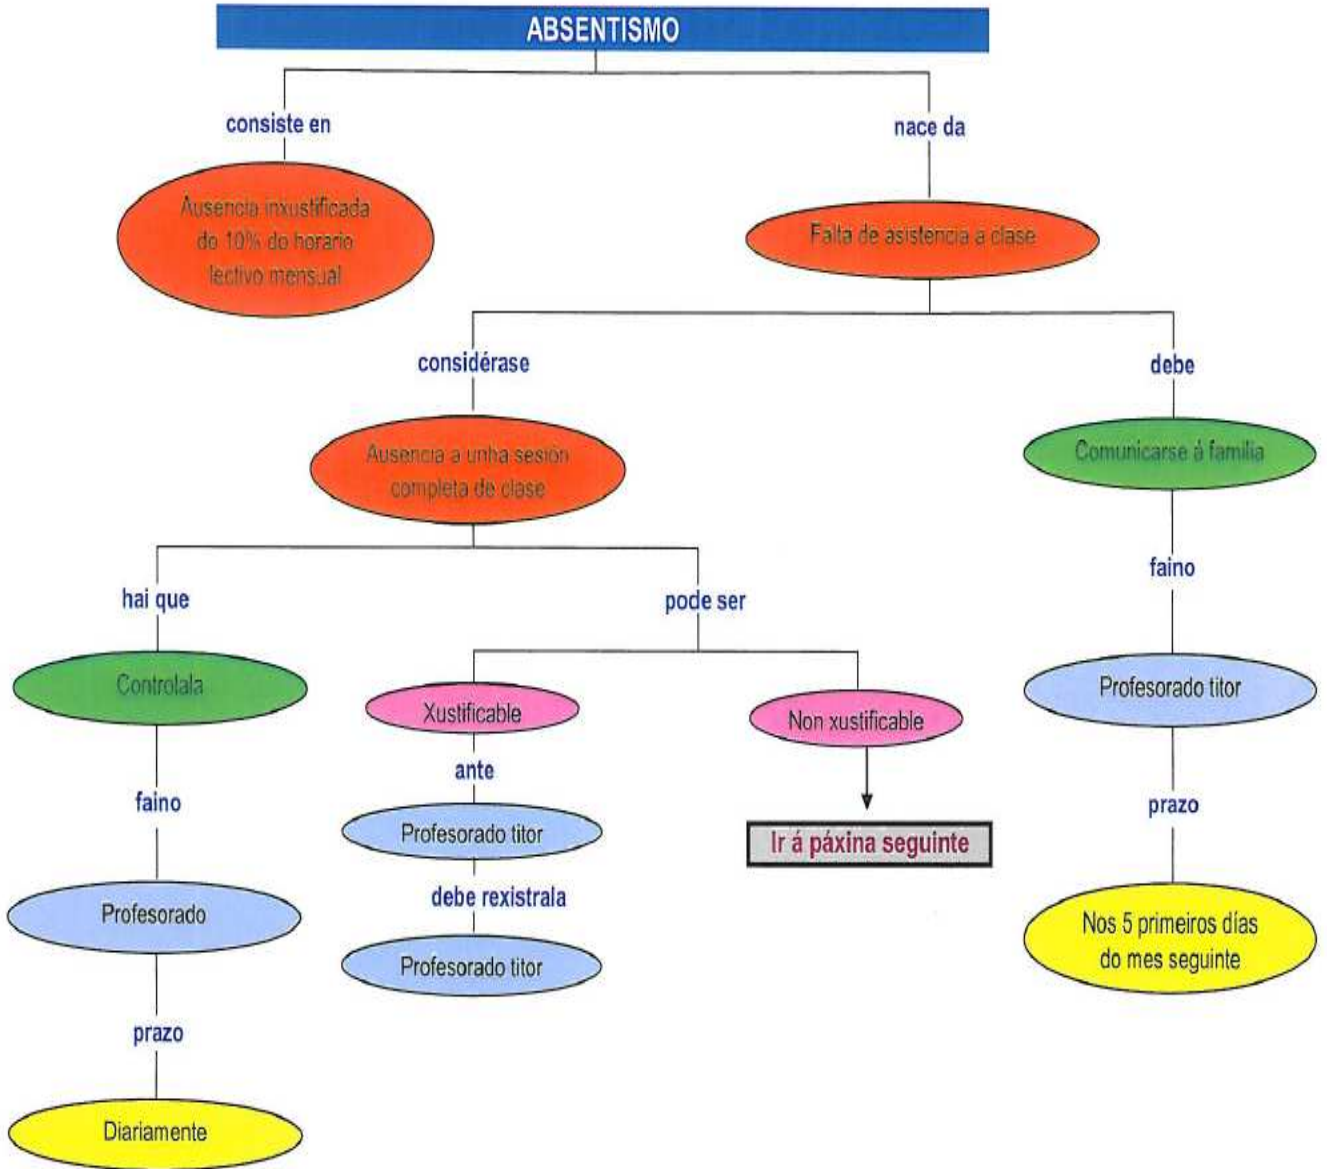 ABSENTISMO
consiste en
nace da
Ausencia inxustificada
do 10% do horario
lectivo mensual
Falta de asistencia a clase
considérase
debe
Ausencia a unha sesión
completa de clase
Comunicarse á familia
hai que
pode ser
faino
Controlala
Xustificable
Non xustificable
Profesorado titor
ante
faino
Profesorado titor
Ir á páxina seguinte
prazo
debe rexistrala
Profesorado
Profesorado titor
Nos 5 primeiros días
do mes seguinte
prazo
Diariamente